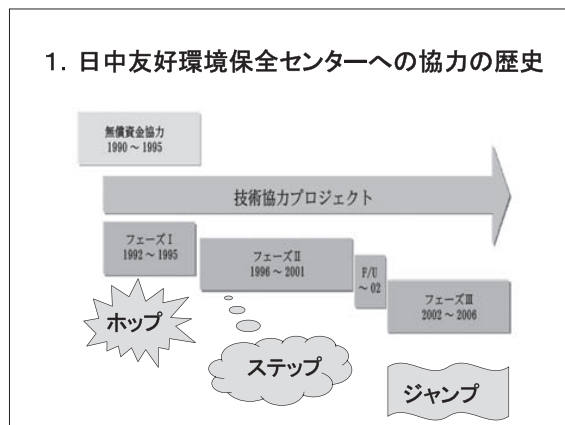 1. 日中友好環境保全センターへの協力の歴史
無償資金協力
1990～1995
技術協力プロジェクト
フェーズⅠ
1992～1995
フェーズⅡ
1996～2001
F/U
～02
フェーズⅢ
2002～2006
ホップ
ステップ
ジャンプ